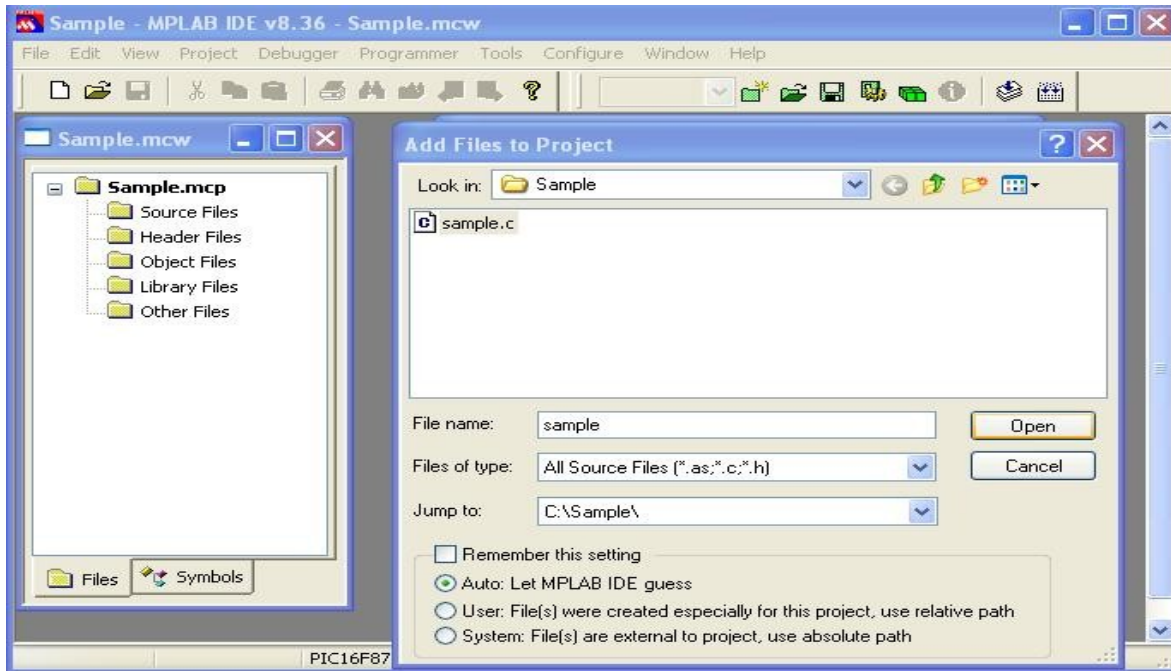 Sample - MPLAB IDE v8.36 - Sample.mcw
File Edit View Project Debugger Programmer Tools Configure Window Help
Sample.mcw
Sample.mcp
Source Files
Header Files
Object Files
Library Files
Other Files
Files Symbols
Add Files to Project
Look in: Sample
sample.c
File name: sample Open
Files of type: All Source Files (*.as;*.c;*.h) Cancel
Jump to: C:\Sample\
Remember this setting
Auto: Let MPLAB IDE guess
User: File(s) were created especially for this project, use relative path
System: File(s) are external to project, use absolute path
PIC16F87